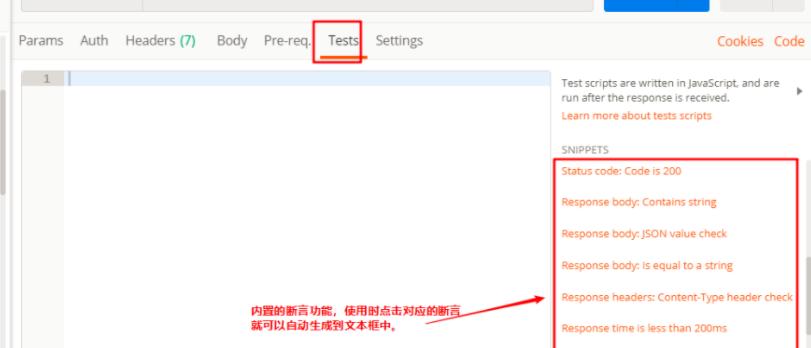 Params Auth Headers (7) Body Pre-req. Tests Settings Cookies Code
1
Test scripts are written in JavaScript, and are
run after the response is received.
Learn more about tests scripts
SNIPPETS
Status code: Code is 200
Response body: Contains string
Response body: JSON value check
Response body: Is equal to a string
Response headers: Content-Type header check
Response time is less than 200ms
内置的断言功能，使用时点击对应的断言
就可以自动生成到文本框中。